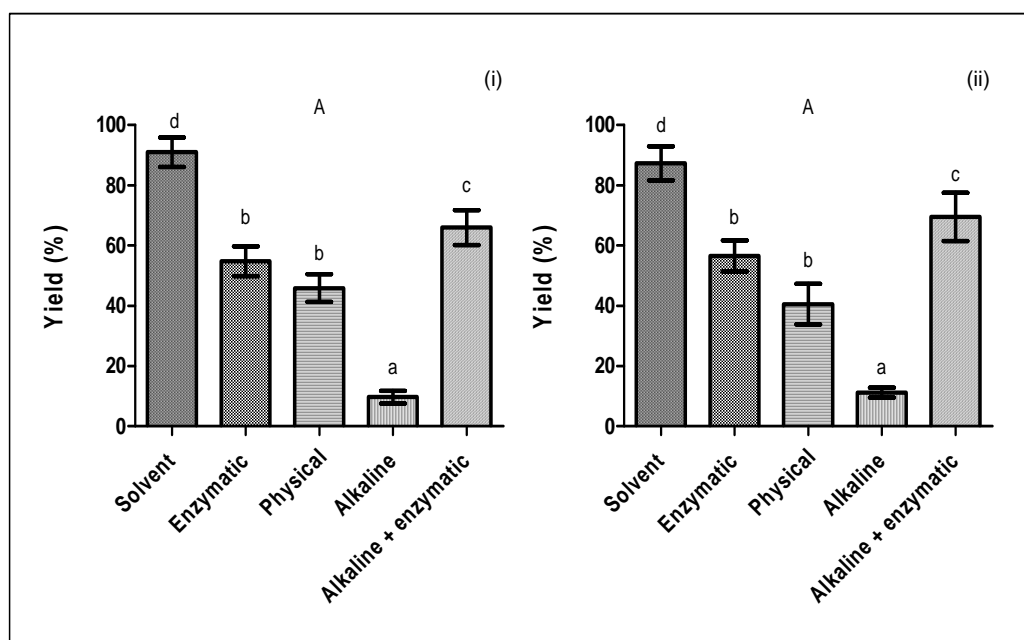 (i)
A
100
80
60
40
20
0
Yield (%)
d
b
b
a
c
Solvent
Enzymatic
Physical
Alkaline
Alkaline + enzymatic
(ii)
A
100
80
60
40
20
0
Yield (%)
d
b
b
a
c
Solvent
Enzymatic
Physical
Alkaline
Alkaline + enzymatic